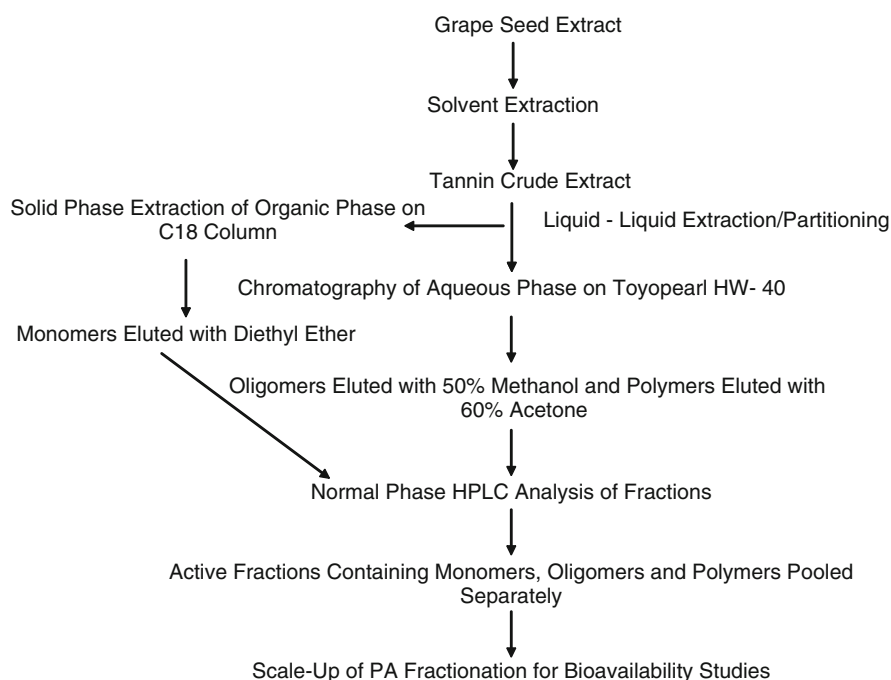 Grape Seed Extract
Solvent Extraction
Tannin Crude Extract
Solid Phase Extraction of Organic Phase on
C18 Column
Liquid - Liquid Extraction/Partitioning
Chromatography of Aqueous Phase on Toyopearl HW- 40
Monomers Eluted with Diethyl Ether
Oligomers Eluted with 50% Methanol and Polymers Eluted with
60% Acetone
Normal Phase HPLC Analysis of Fractions
Active Fractions Containing Monomers, Oligomers and Polymers Pooled
Separately
Scale-Up of PA Fractionation for Bioavailability Studies